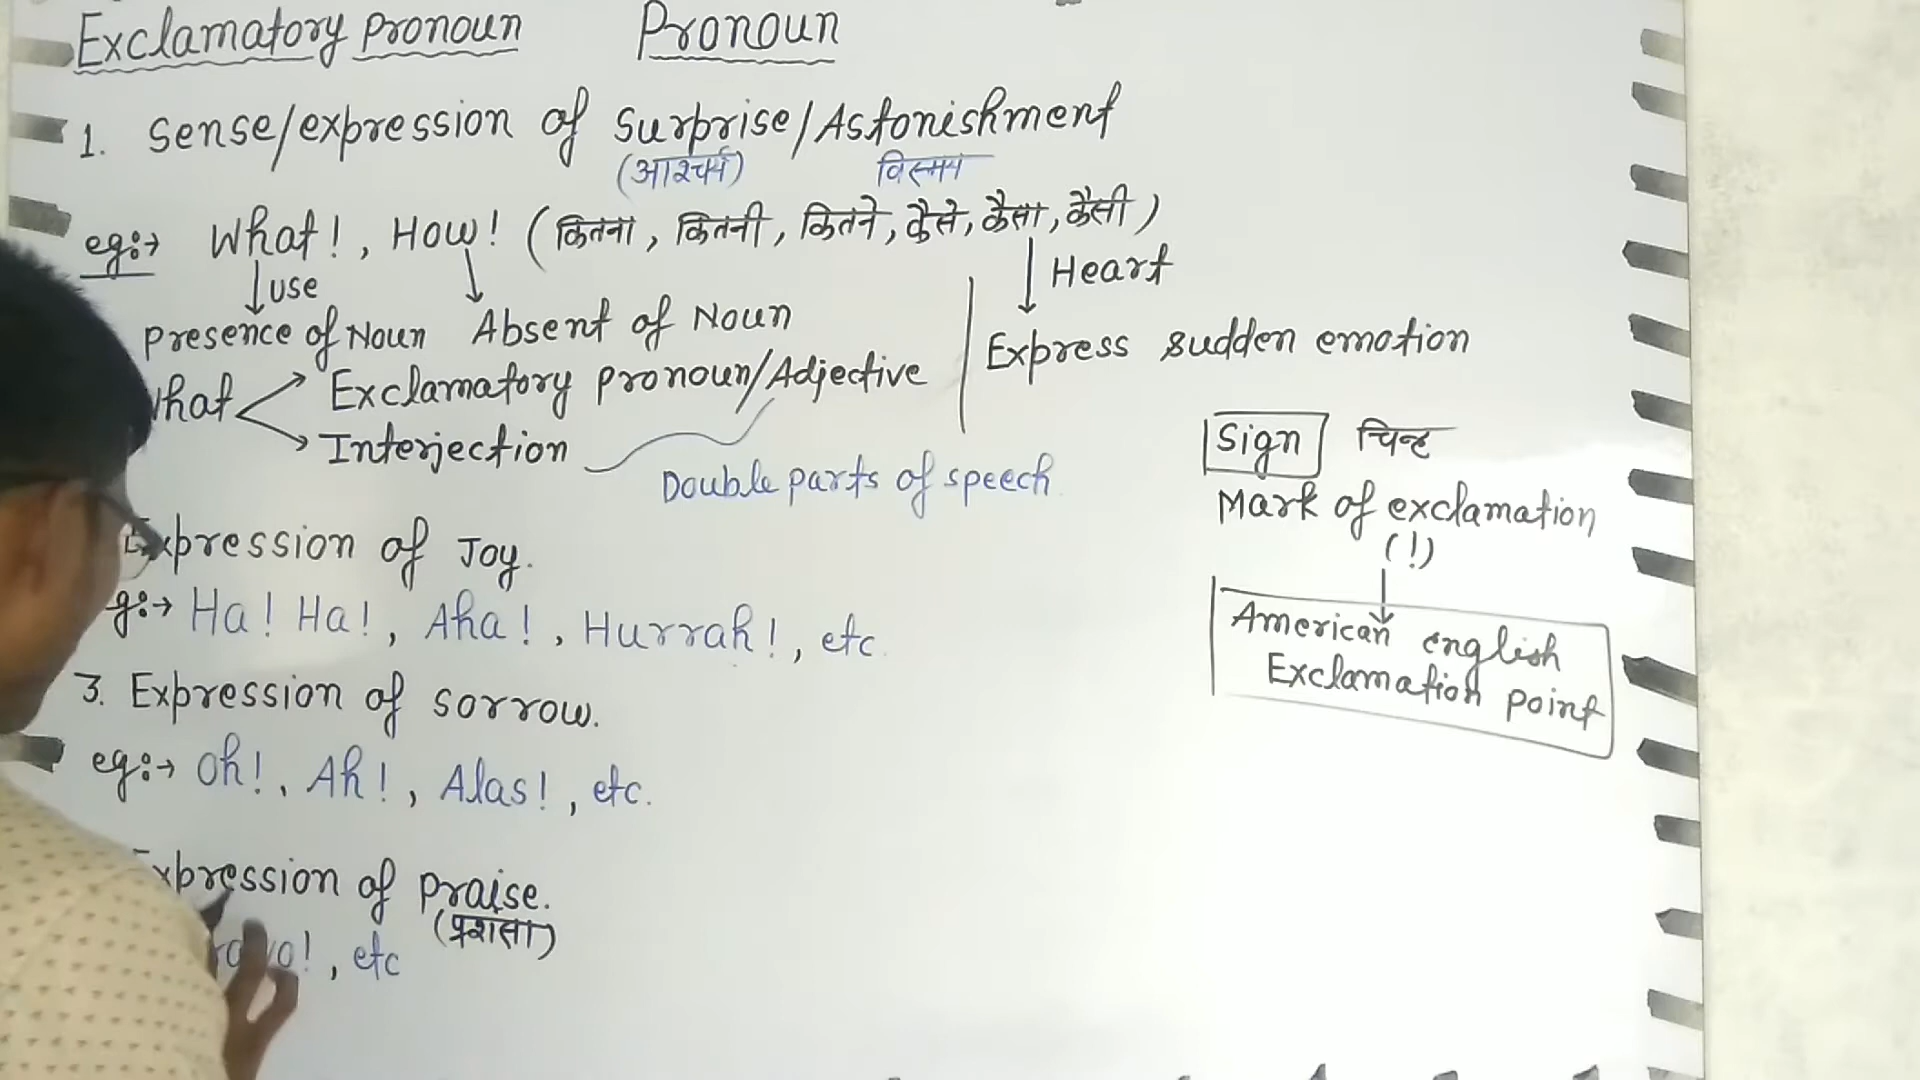 Exclamatory pronoun Pronoun
1. Sense/expression of Surprise/Astonishment
(आश्चर्य) विस्मय
eg:→ What!, How! (कितना, कितनी, कितने, कैसे, कैसा, कैसी)
use
Heart
Presence of Noun Absent of Noun
Express sudden emotion
Exclamatory pronoun/Adjective
Interjection
Double parts of speech
Sign चिन्ह
Mark of exclamation
(!)
American english
Exclamation point
Expression of Joy.
Ha! Ha!, Aha!, Hurrah!, etc.
3. Expression of sorrow.
eg:→ Oh!, Ah!, Alas!, etc.
of praise.
(प्रशंसा)
, etc